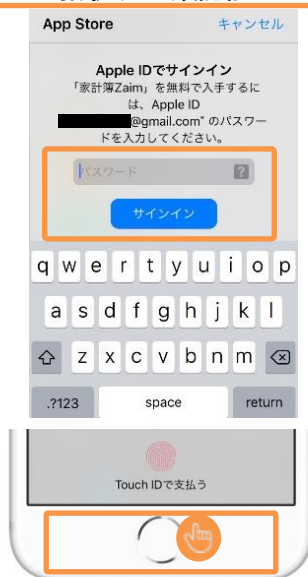 App Store
キャンセル
Apple IDでサインイン
「家計簿Zaim」を無料で入手するに
は、Apple ID
@gmail.com" のパスワー
ドを入力してください。
パスワード
?
サインイン
q w e r t y u i o p
a s d f g h j k l
z x c v b n m
.?123
space
return
Touch IDで支払う